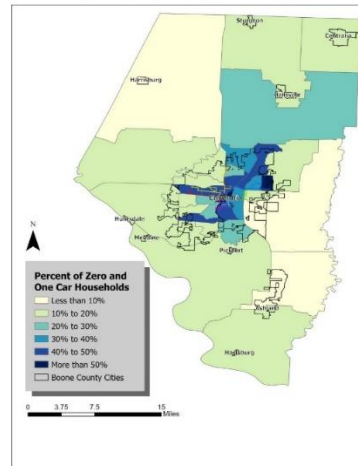 Sturgeon
Centralia
Harrisburg
Hallsville
Columbia
Huntsdale
McBaine
Pierpont
Ashland
Hartsburg
N
Percent of Zero and
One Car Households
Less than 10%
10% to 20%
20% to 30%
30% to 40%
40% to 50%
More than 50%
Boone County Cities
0 3.75 7.5 15
Miles